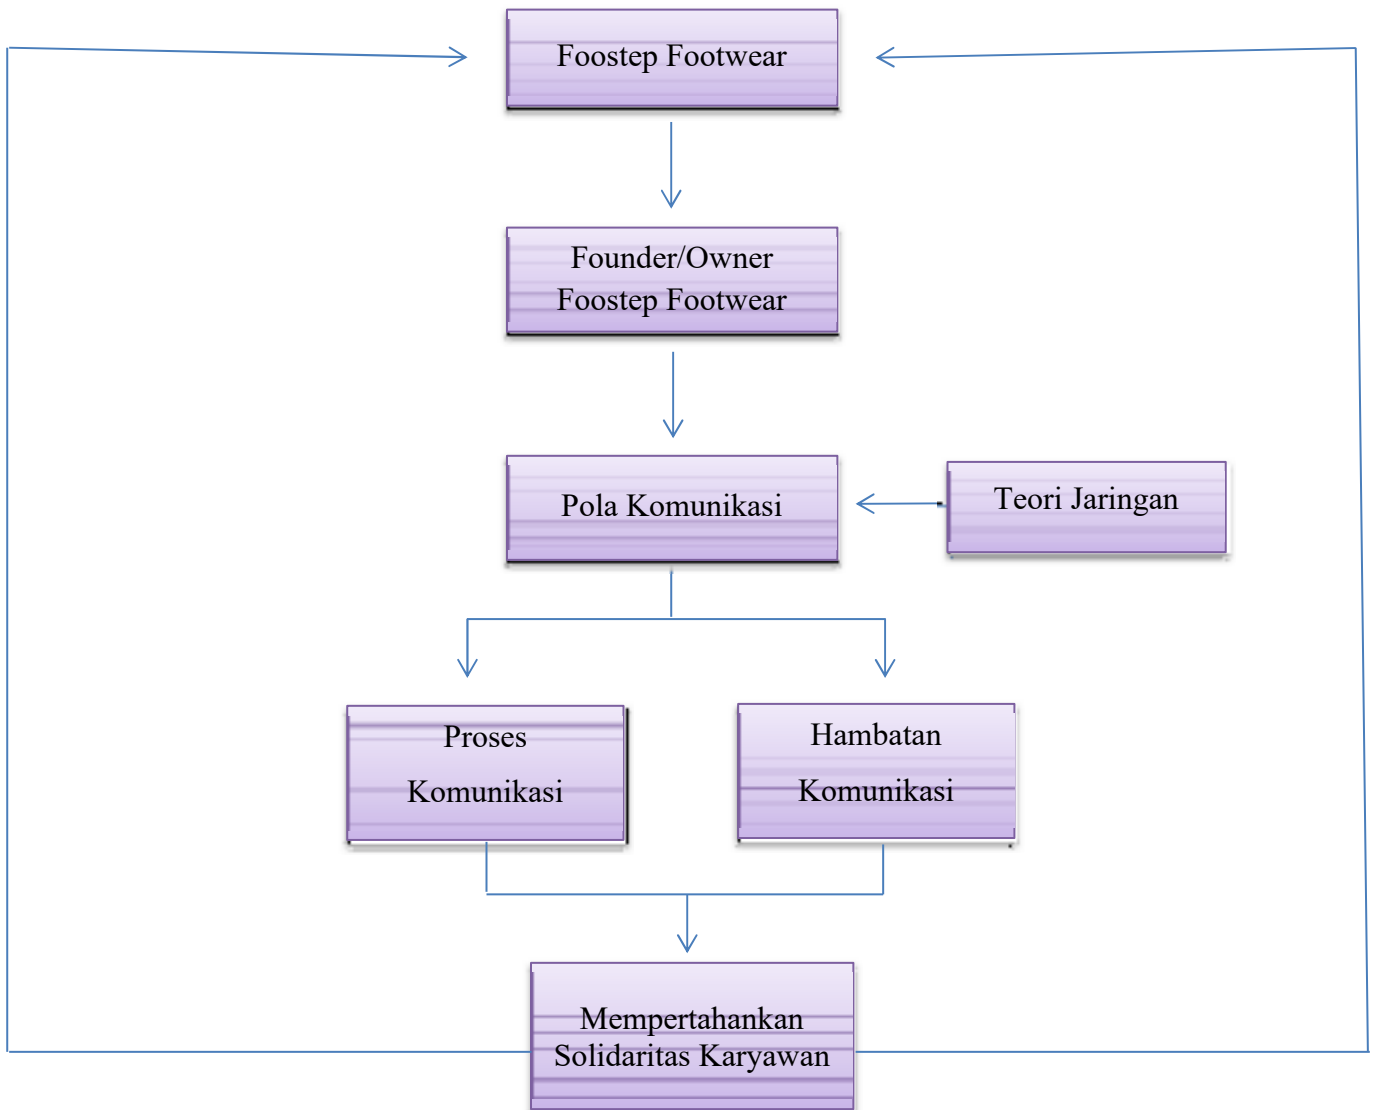 Foostep Footwear
Founder/Owner
Foostep Footwear
Pola Komunikasi
Teori Jaringan
Proses
Komunikasi
Hambatan
Komunikasi
Mempertahankan
Solidaritas Karyawan